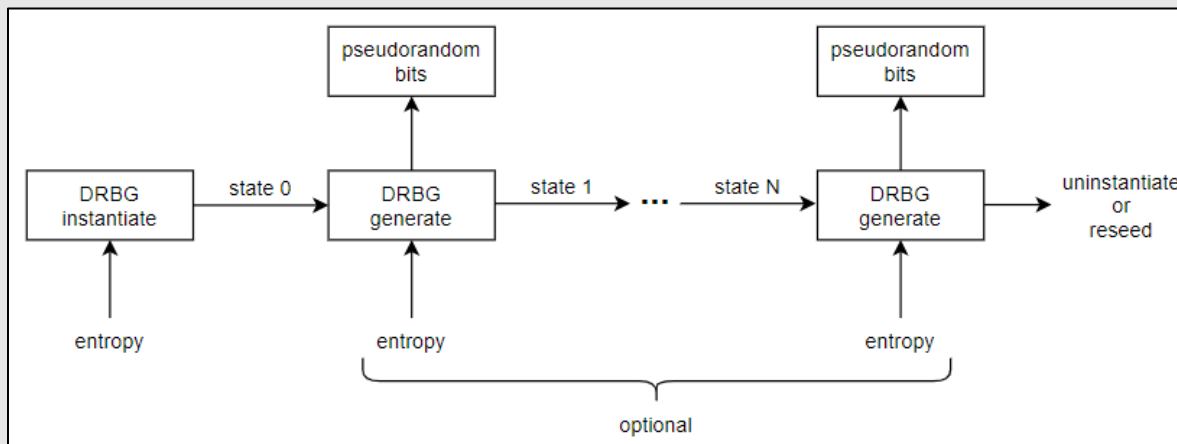 pseudorandom
bits
pseudorandom
bits
DRBG
instantiate
state 0
DRBG
generate
state 1
...
state N
DRBG
generate
uninstantiate
or
reseed
entropy
entropy
entropy
optional